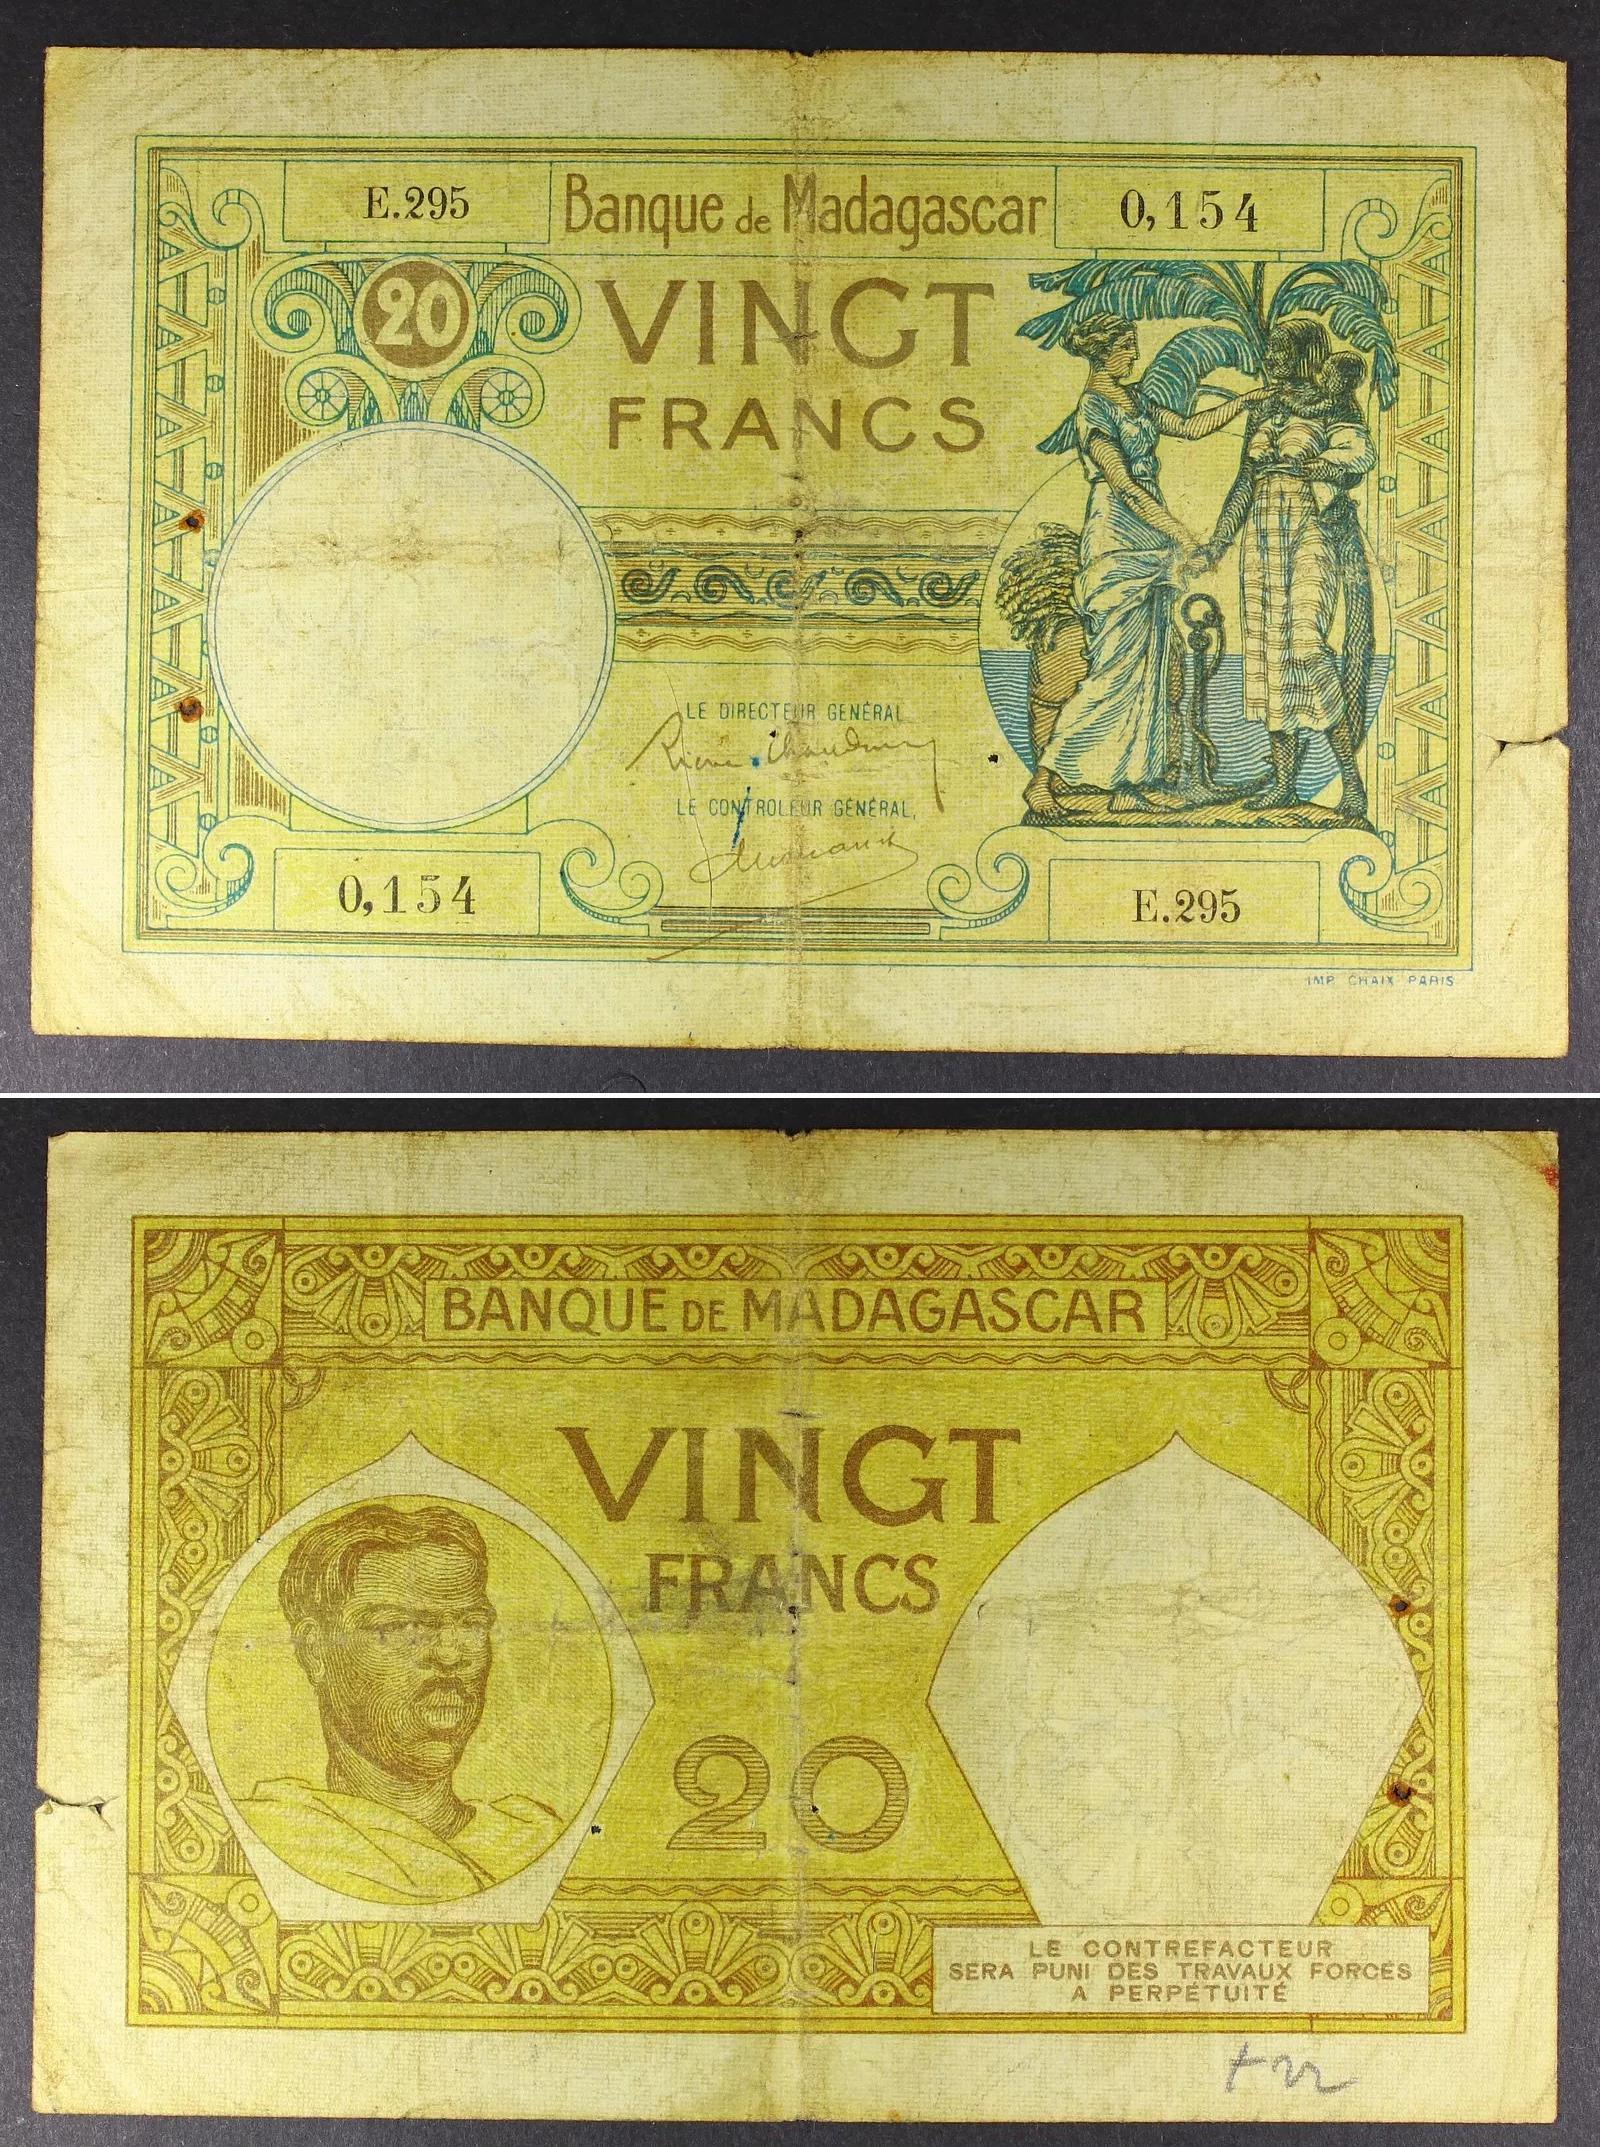 E.295
Banque de Madagascar
0,154
20
VINGT
FRANCS
LE DIRECTEUR GÉNÉRAL
LE CONTROLEUR GÉNÉRAL,
0,154
E.295
IMP. CHAIX PARIS
BANQUE DE MADAGASCAR
VINGT
FRANCS
20
LE CONTREFACTEUR
SERA PUNI DES TRAVAUX FORCÉS
A PERPÉTUITÉ